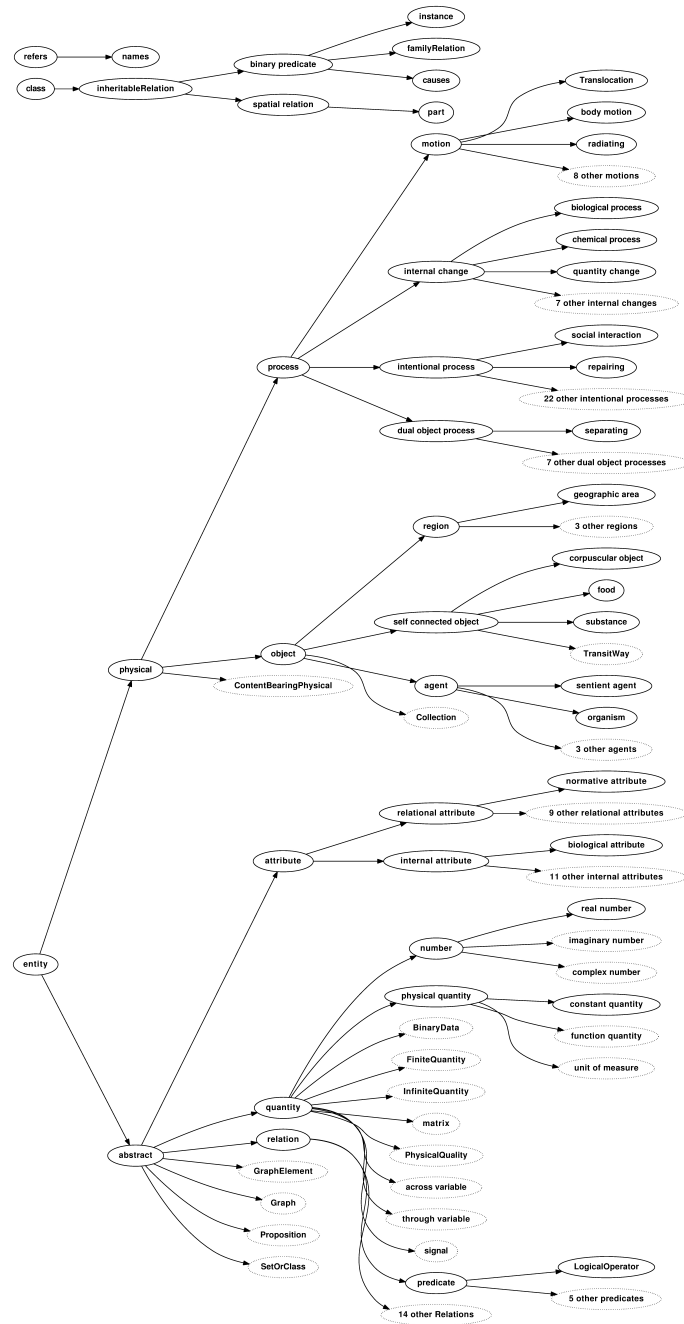 instance
refers
names
familyRelation
binary predicate
class
inheritableRelation
causes
Translocation
spatial relation
part
body motion
motion
radiating
8 other motions
biological process
chemical process
internal change
quantity change
7 other internal changes
social interaction
process
intentional process
repairing
22 other intentional processes
dual object process
separating
7 other dual object processes
geographic area
region
3 other regions
corpuscular object
food
self connected object
substance
object
TransitWay
physical
ContentBearingPhysical
agent
sentient agent
Collection
organism
3 other agents
normative attribute
relational attribute
9 other relational attributes
biological attribute
attribute
internal attribute
11 other internal attributes
real number
number
imaginary number
entity
complex number
physical quantity
constant quantity
BinaryData
function quantity
FiniteQuantity
unit of measure
InfiniteQuantity
quantity
matrix
relation
abstract
PhysicalQuality
GraphElement
across variable
Graph
through variable
Proposition
signal
SetOrClass
LogicalOperator
predicate
5 other predicates
14 other Relations